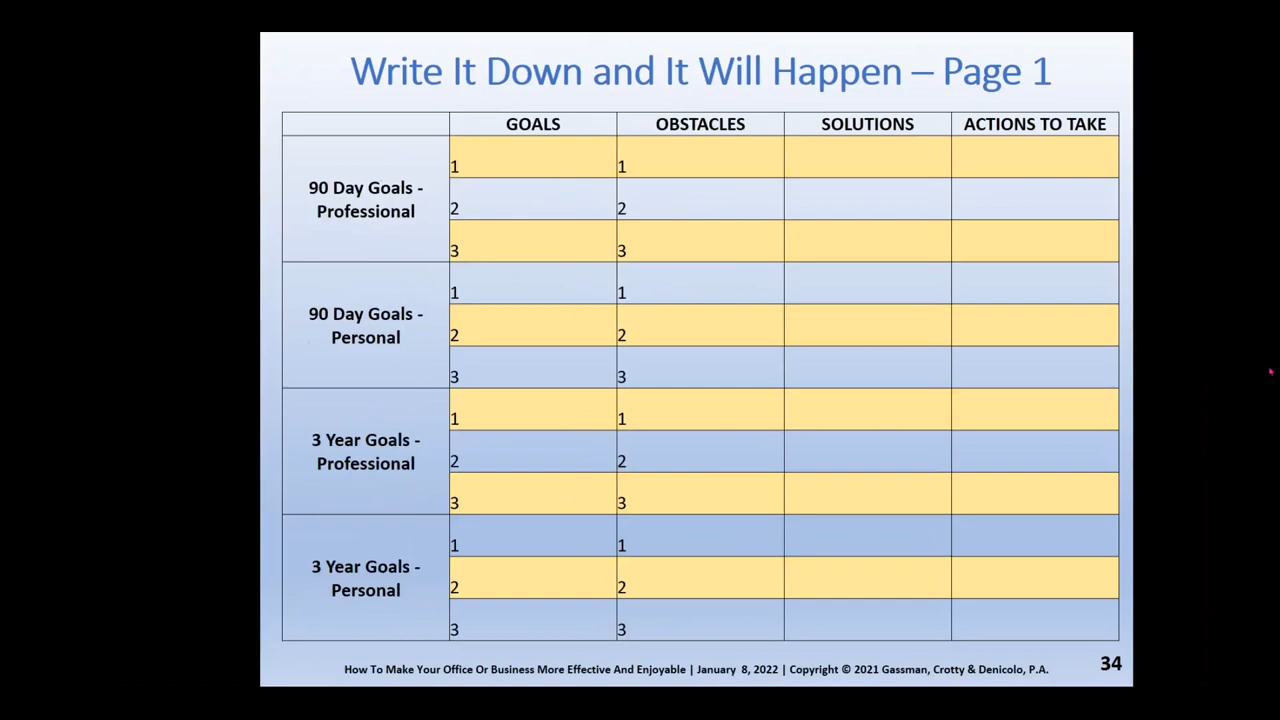 Write It Down and It Will Happen – Page 1
GOALS OBSTACLES SOLUTIONS ACTIONS TO TAKE
90 Day Goals -
Professional
1 1
2 2
3 3
90 Day Goals -
Personal
1 1
2 2
3 3
3 Year Goals -
Professional
1 1
2 2
3 3
3 Year Goals -
Personal
1 1
2 2
3 3
How To Make Your Office Or Business More Effective And Enjoyable | January 8, 2022 | Copyright © 2021 Gassman, Crotty & Denicolo, P.A.
34